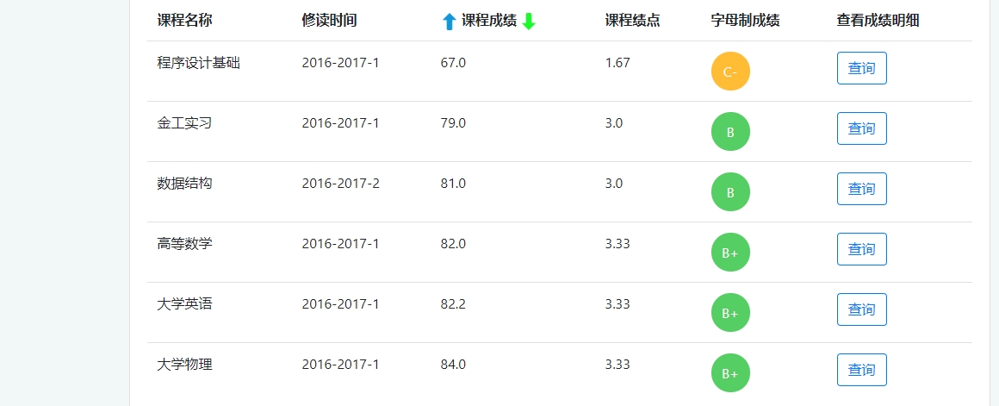 课程名称 修读时间 课程成绩 课程绩点 字母制成绩 查看成绩明细
程序设计基础 2016-2017-1 67.0 1.67 C- 查询
金工实习 2016-2017-1 79.0 3.0 B 查询
数据结构 2016-2017-2 81.0 3.0 B 查询
高等数学 2016-2017-1 82.0 3.33 B+ 查询
大学英语 2016-2017-1 82.2 3.33 B+ 查询
大学物理 2016-2017-1 84.0 3.33 B+ 查询